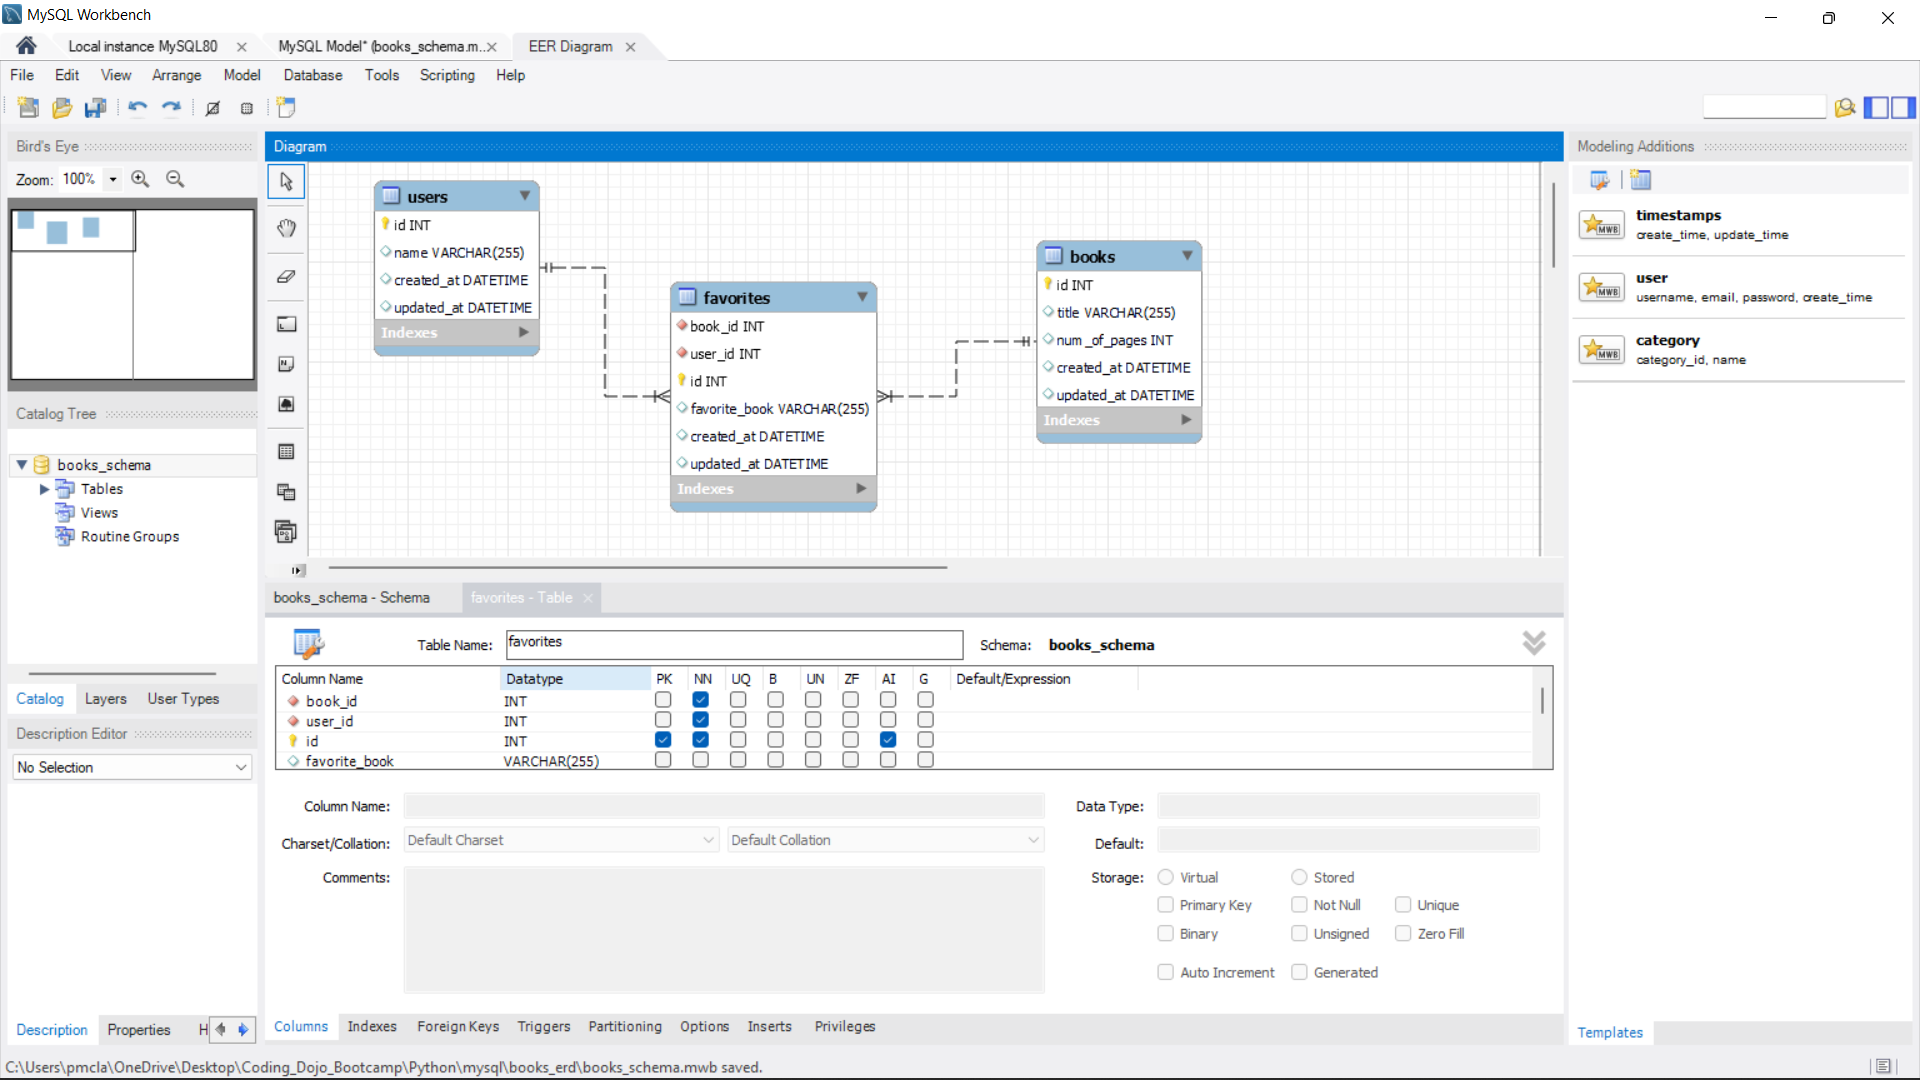 MySQL Workbench
Local instance MySQL80
MySQL Model* (books_schema.m..
EER Diagram
File Edit View Arrange Model Database Tools Scripting Help
Bird's Eye
Zoom: 100%
Diagram
users
id INT
name VARCHAR(255)
created_at DATETIME
updated_at DATETIME
Indexes
favorites
book_id INT
user_id INT
id INT
favorite_book VARCHAR(255)
created_at DATETIME
updated_at DATETIME
Indexes
books
id INT
title VARCHAR(255)
num_of_pages INT
created_at DATETIME
updated_at DATETIME
Indexes
Modeling Additions
MWB
timestamps
create_time, update_time
MWB
user
username, email, password, create_time
MWB
category
category_id, name
Catalog Tree
books_schema
Tables
Views
Routine Groups
Catalog Layers User Types
Description Editor
No Selection
Description Properties H
books_schema - Schema
favorites - Table
Table Name: favorites
Schema: books_schema
Column Name Datatype PK NN UQ B UN ZF AI G Default/Expression
book_id INT
user_id INT
id INT
favorite_book VARCHAR(255)
Column Name:
Data Type:
Charset/Collation: Default Charset Default Collation
Default:
Comments:
Storage: Virtual Stored
Primary Key Not Null Unique
Binary Unsigned Zero Fill
Auto Increment Generated
Columns Indexes Foreign Keys Triggers Partitioning Options Inserts Privileges
Templates
C:\Users\pmcla\OneDrive\Desktop\Coding_Dojo_Bootcamp\Python\mysql\books_erd\books_schema.mwb saved.